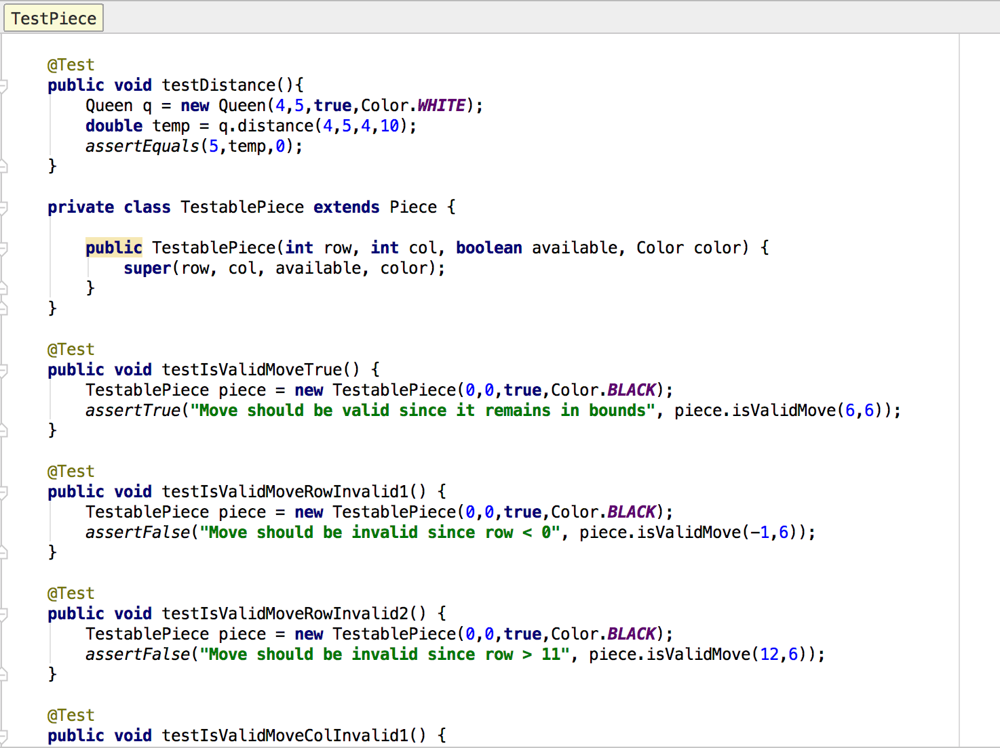 TestPiece
@Test
public void testDistance(){
Queen q = new Queen(4,5,true,Color.WHITE);
double temp = q.distance(4,5,4,10);
assertEquals(5,temp,0);
}
private class TestablePiece extends Piece {
public TestablePiece(int row, int col, boolean available, Color color) {
super(row, col, available, color);
}
}
@Test
public void testIsValidMoveTrue() {
TestablePiece piece = new TestablePiece(0,0,true,Color.BLACK);
assertTrue("Move should be valid since it remains in bounds", piece.isValidMove(6,6));
}
@Test
public void testIsValidMoveRowInvalid1() {
TestablePiece piece = new TestablePiece(0,0,true,Color.BLACK);
assertFalse("Move should be invalid since row < 0", piece.isValidMove(-1,6));
}
@Test
public void testIsValidMoveRowInvalid2() {
TestablePiece piece = new TestablePiece(0,0,true,Color.BLACK);
assertFalse("Move should be invalid since row > 11", piece.isValidMove(12,6));
}
@Test
public void testIsValidMoveColInvalid1() {